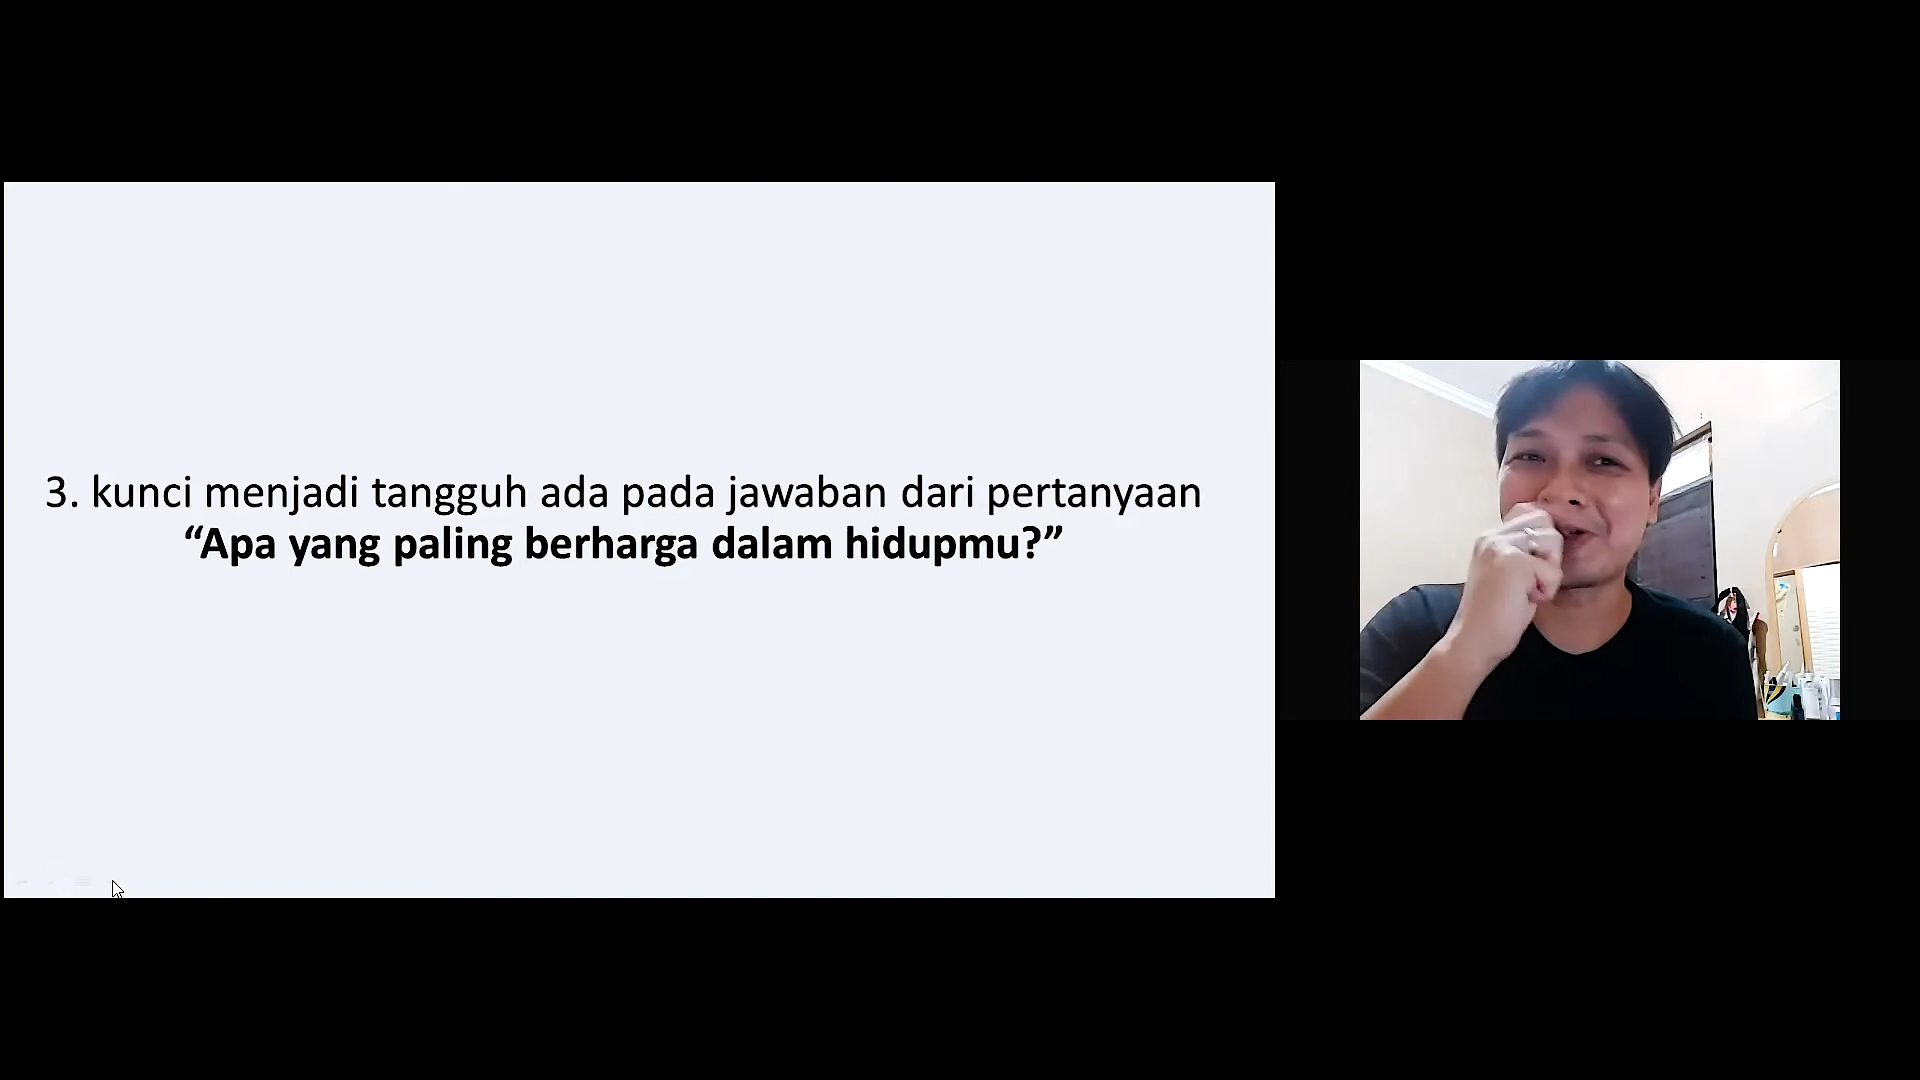 3. kunci menjadi tangguh ada pada jawaban dari pertanyaan
“Apa yang paling berharga dalam hidupmu?”